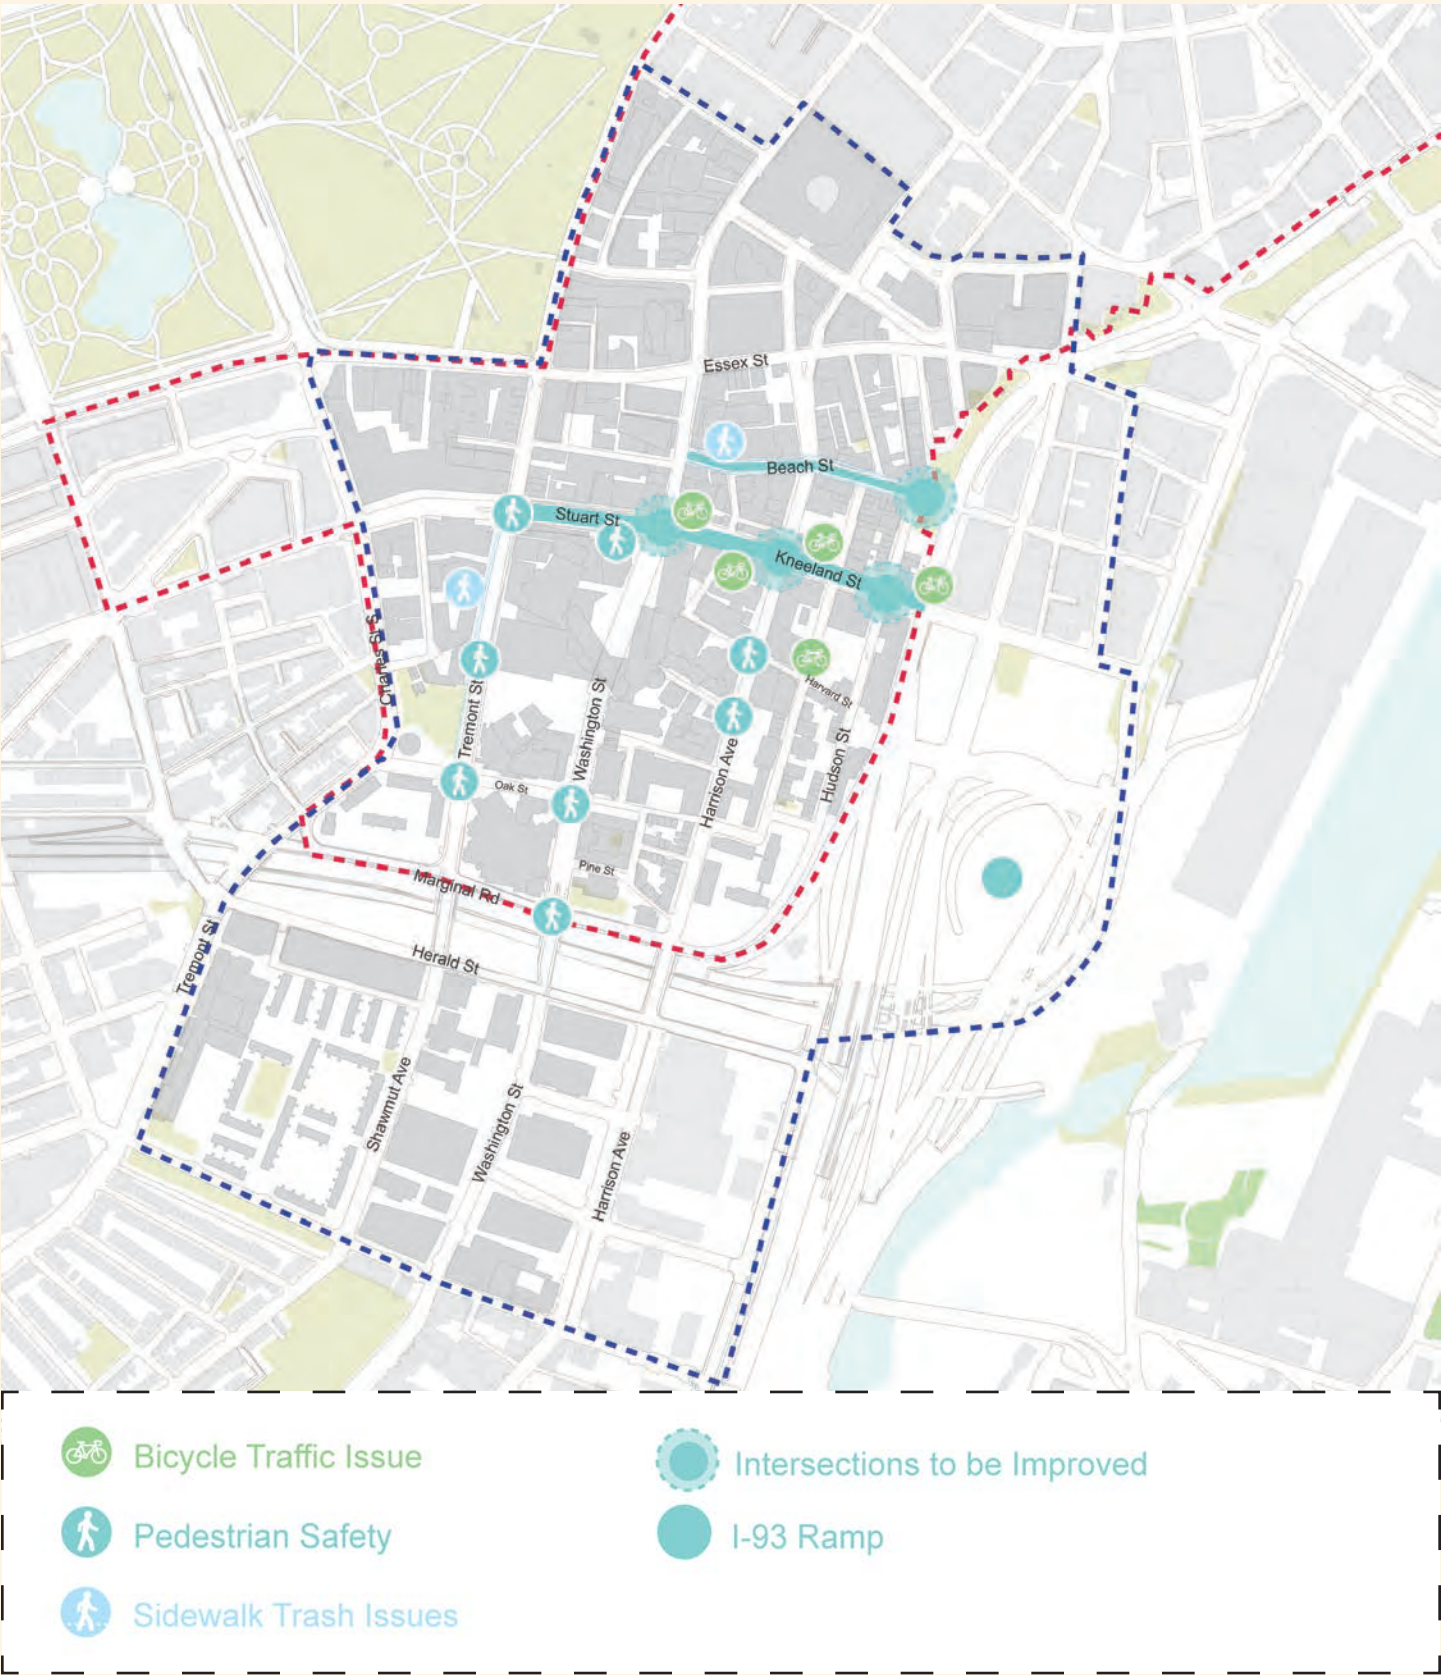 Essex St
Beach St
Stuart St
Kneeland St
Charles St S
Harvard St
Tremont St
Washington St
Hudson St
Harrison Ave
Oak St
Pine St
Marginal Rd
Tremont St
Herald St
Shawmut Ave
Washington St
Harrison Ave
Bicycle Traffic Issue
Intersections to be Improved
Pedestrian Safety
I-93 Ramp
Sidewalk Trash Issues